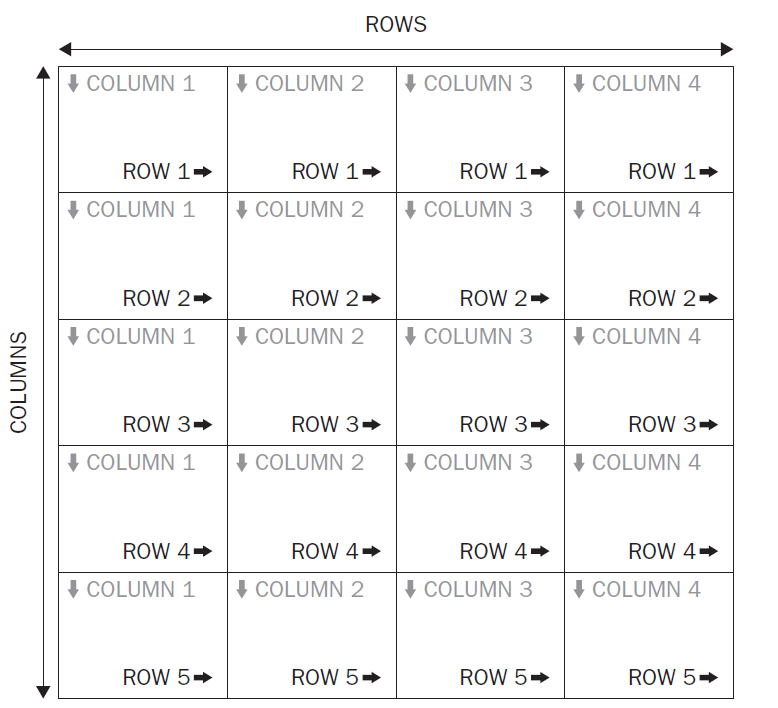 ROWS
COLUMNS
COLUMN 1 COLUMN 2 COLUMN 3 COLUMN 4
ROW 1 ROW 1 ROW 1 ROW 1
COLUMN 1 COLUMN 2 COLUMN 3 COLUMN 4
ROW 2 ROW 2 ROW 2 ROW 2
COLUMN 1 COLUMN 2 COLUMN 3 COLUMN 4
ROW 3 ROW 3 ROW 3 ROW 3
COLUMN 1 COLUMN 2 COLUMN 3 COLUMN 4
ROW 4 ROW 4 ROW 4 ROW 4
COLUMN 1 COLUMN 2 COLUMN 3 COLUMN 4
ROW 5 ROW 5 ROW 5 ROW 5